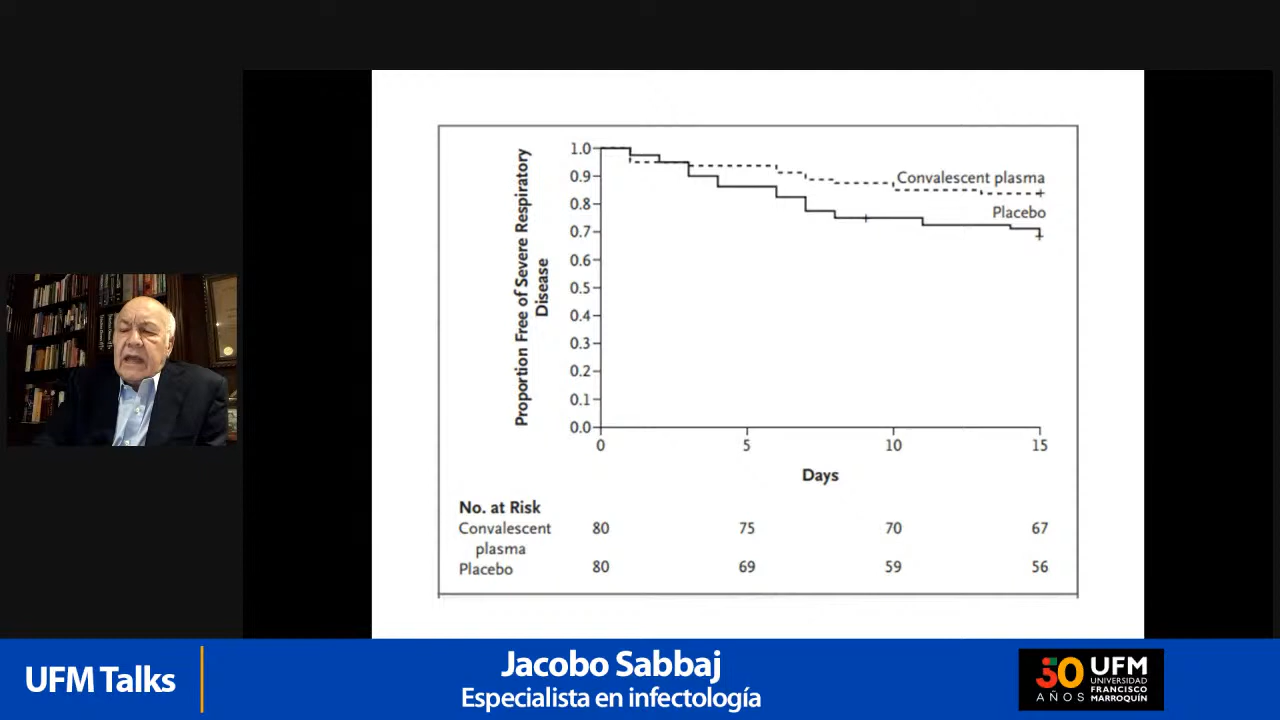 Proportion Free of Severe Respiratory
Disease
1.0
0.9
0.8
0.7
0.6
0.5
0.4
0.3
0.2
0.1
0.0
Convalescent plasma
Placebo
0 5 10 15
Days
No. at Risk
Convalescent 80 75 70 67
plasma
Placebo 80 69 59 56
UFM Talks
Jacobo Sabbaj
Especialista en infectología
50
AÑOS
UFM
UNIVERSIDAD
FRANCISCO
MARROQUÍN